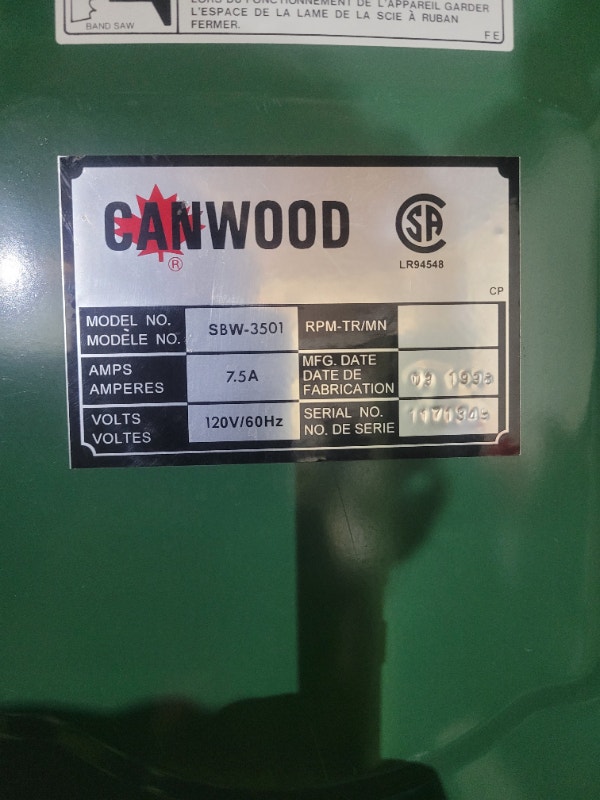 LORS DU FONCTIONNEMENT DE L'APPAREIL GARDER
L'ESPACE DE LA LAME DE LA SCIE À RUBAN
FERMER.
BAND SAW
FE
CANWOOD
®
CSA
LR94548
CP
MODEL NO.
MODÈLE NO.
SBW-3501
RPM-TR/MN
AMPS
AMPERES
7.5A
MFG. DATE
DATE DE
FABRICATION
VOLTS
VOLTES
120V/60Hz
SERIAL NO.
NO. DE SERIE